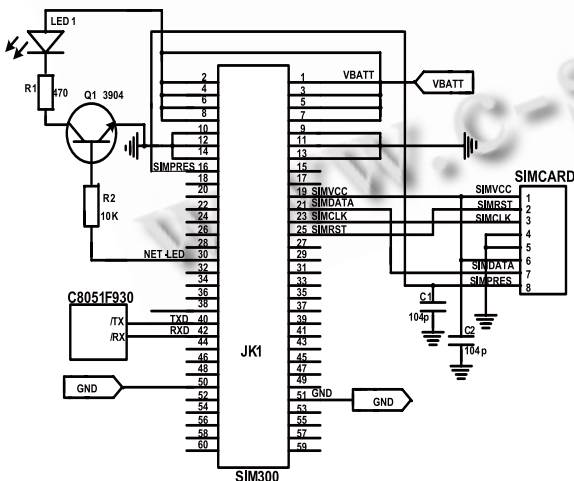 LED 1
R1
470
Q1 3904
R2
10K
NET-LED
C8051F930
/TX
/RX
TXD
RXD
GND
SIMPRES
2
4
6
8
10
12
14
16
18
20
22
24
26
28
30
32
34
36
38
40
42
44
46
48
50
52
54
56
58
60
JK1
SIM300
1
3
5
7
9
11
13
15
17
19
21
23
25
27
29
31
33
35
37
39
41
43
45
47
49
51
53
55
57
59
VBATT
VBATT
SIMVCC
SIMDATA
SIMCLK
SIMRST
GND
GND
C1
104p
C2
104p
SIMCARD
SIMVCC
SIMRST
SIMCLK
SIMDATA
SIMPRES
1
2
3
4
5
6
7
8